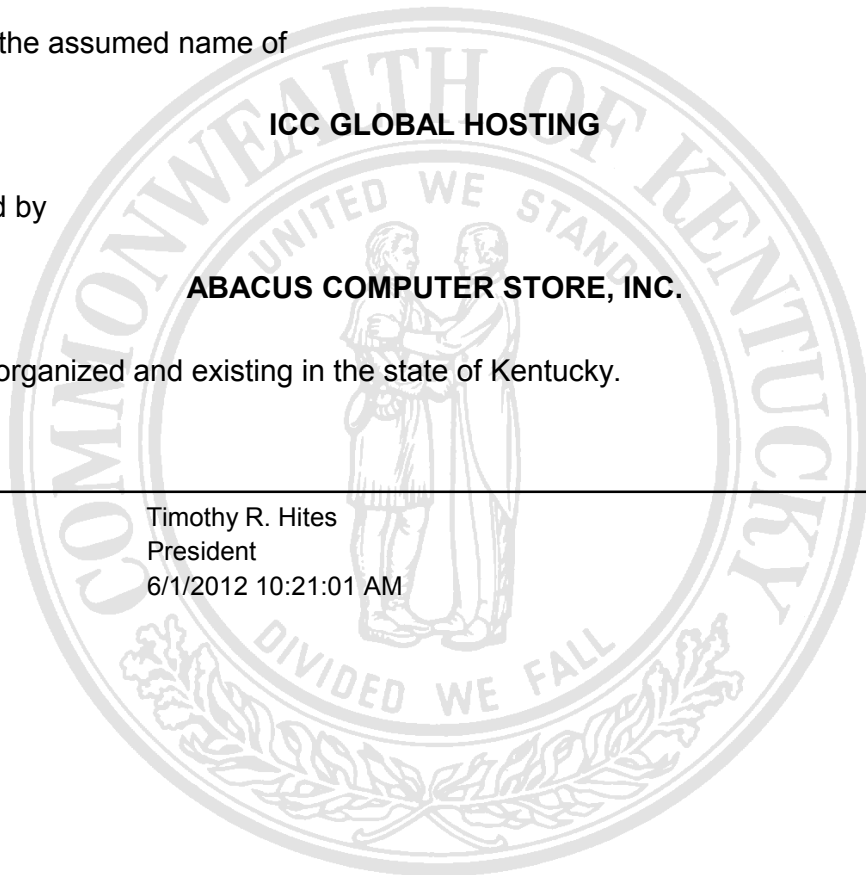 the assumed name of
ICC GLOBAL HOSTING
d by
ABACUS COMPUTER STORE, INC.
organized and existing in the state of Kentucky.
Timothy R. Hites
President
6/1/2012 10:21:01 AM
COMMONWEALTH OF KENTUCKY
UNITED WE STAND
DIVIDED WE FALL